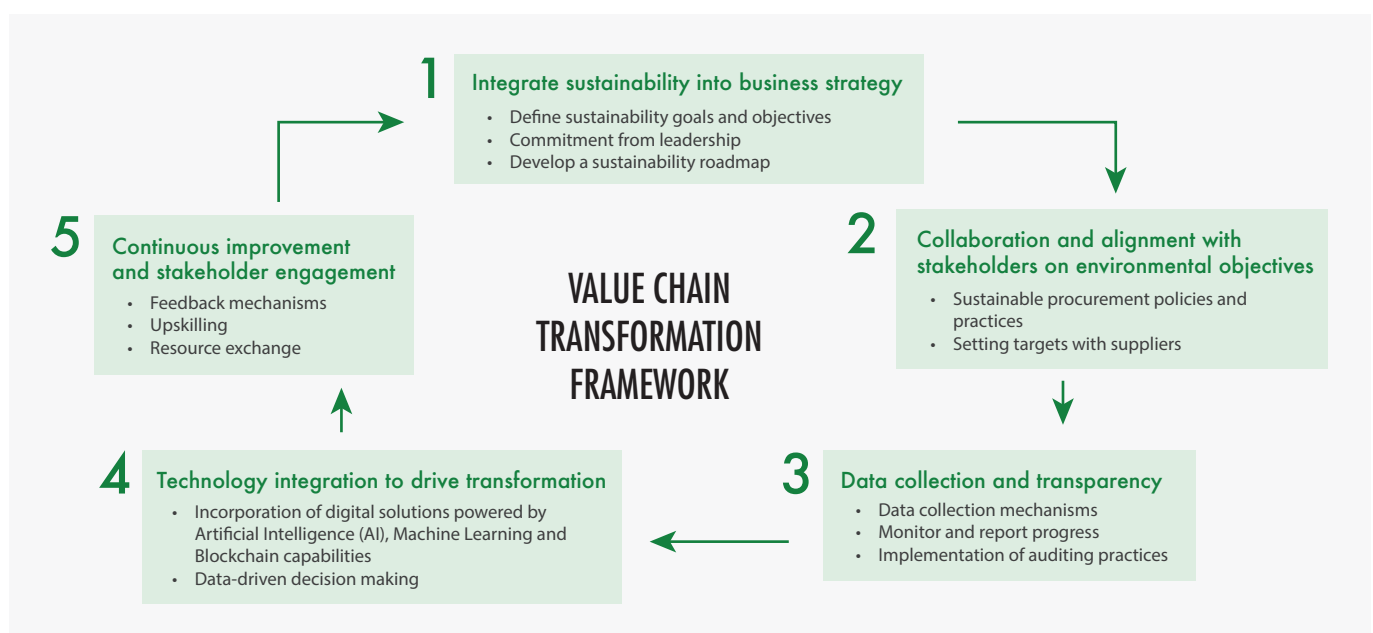 1
Integrate sustainability into business strategy
• Define sustainability goals and objectives
• Commitment from leadership
• Develop a sustainability roadmap
2
Collaboration and alignment with
stakeholders on environmental objectives
• Sustainable procurement policies and
practices
• Setting targets with suppliers
3
Data collection and transparency
• Data collection mechanisms
• Monitor and report progress
• Implementation of auditing practices
4
Technology integration to drive transformation
• Incorporation of digital solutions powered by
Artificial Intelligence (AI), Machine Learning and
Blockchain capabilities
• Data-driven decision making
5
Continuous improvement
and stakeholder engagement
• Feedback mechanisms
• Upskilling
• Resource exchange
VALUE CHAIN
TRANSFORMATION
FRAMEWORK